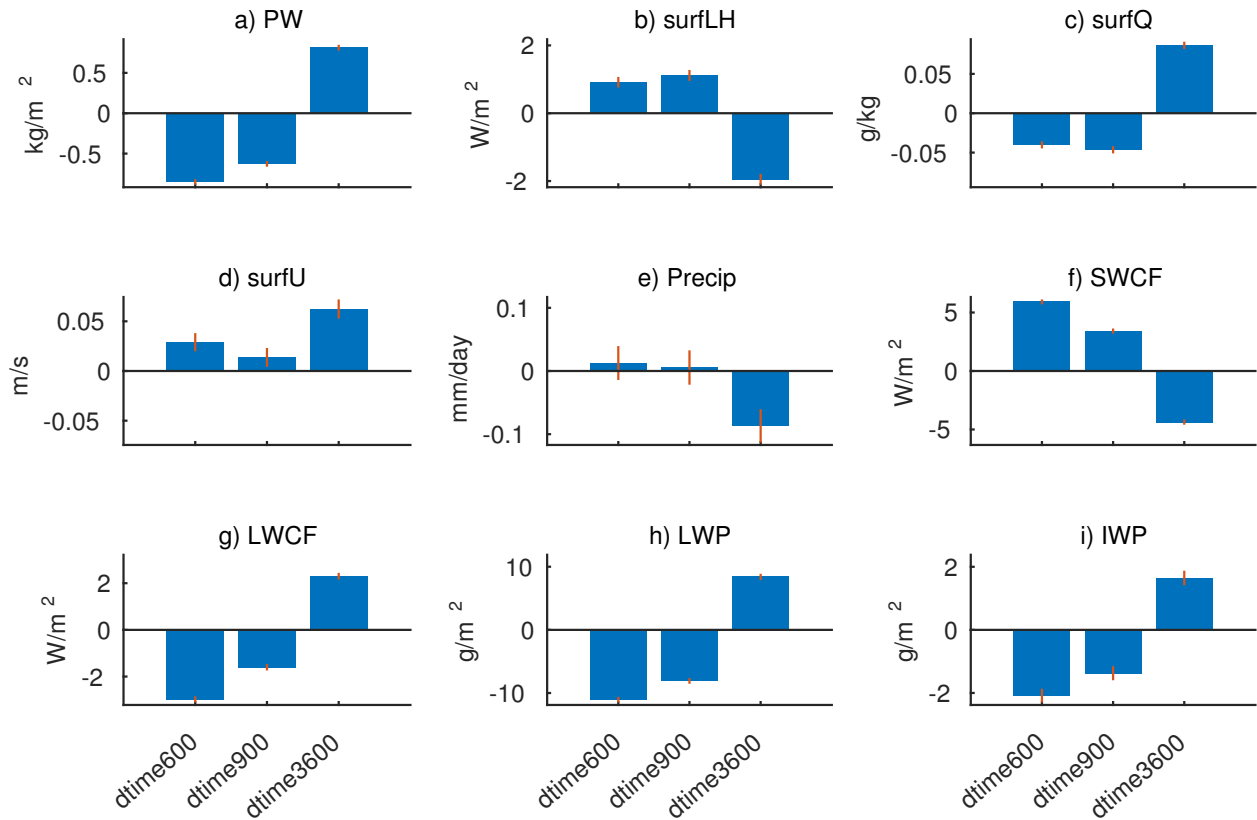 a) PW
b) surfLH
c) surfQ
kg/m 2
0.5
0
-0.5
W/m 2
2
0
-2
g/kg
0.05
0
-0.05
d) surfU
e) Precip
f) SWCF
m/s
0.05
0
-0.05
mm/day
0.1
0
-0.1
W/m 2
5
0
-5
g) LWCF
h) LWP
i) IWP
W/m 2
2
0
-2
g/m 2
10
0
-10
g/m 2
2
0
-2
dtime600
dtime900
dtime3600
dtime600
dtime900
dtime3600
dtime600
dtime900
dtime3600